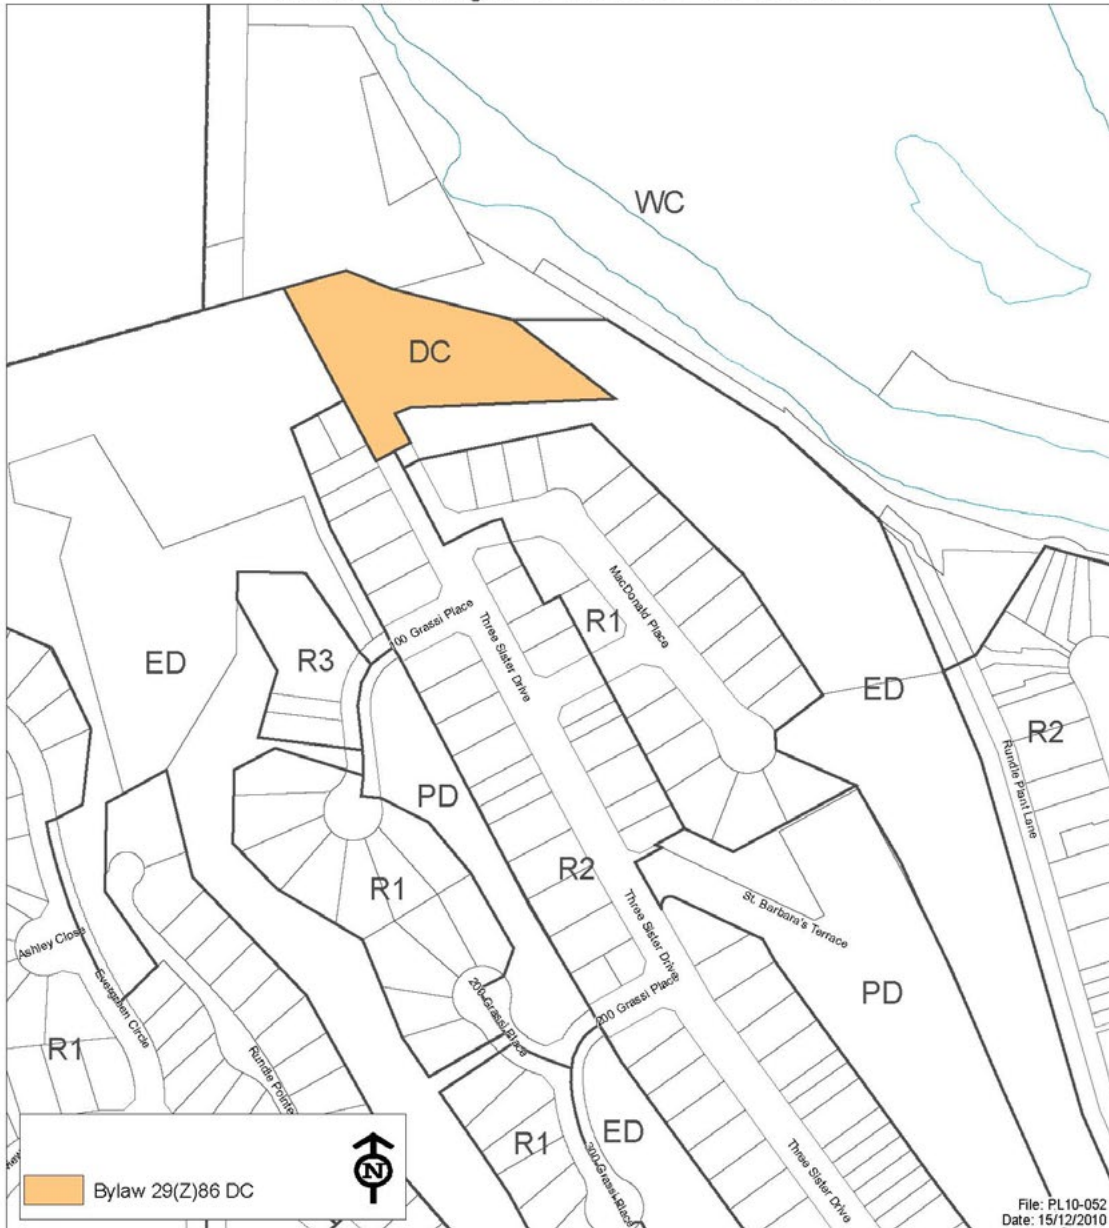 WC
DC
MacDonald Place
R1
Three Sister Drive
100 Grassi Place
R3
ED
ED
R2
Rundle Plant Lane
PD
R1
R2
St. Barbara's Terrace
Three Sister Drive
PD
Ashley Close
Evergreen Circle
200 Grassi Place
200 Grassi Place
R1
Rundle Pointe
R1
ED
300 Grassi Place
Three Sister Drive
N
Bylaw 29(Z)86 DC
File: PL10-052
Date: 15/12/2010